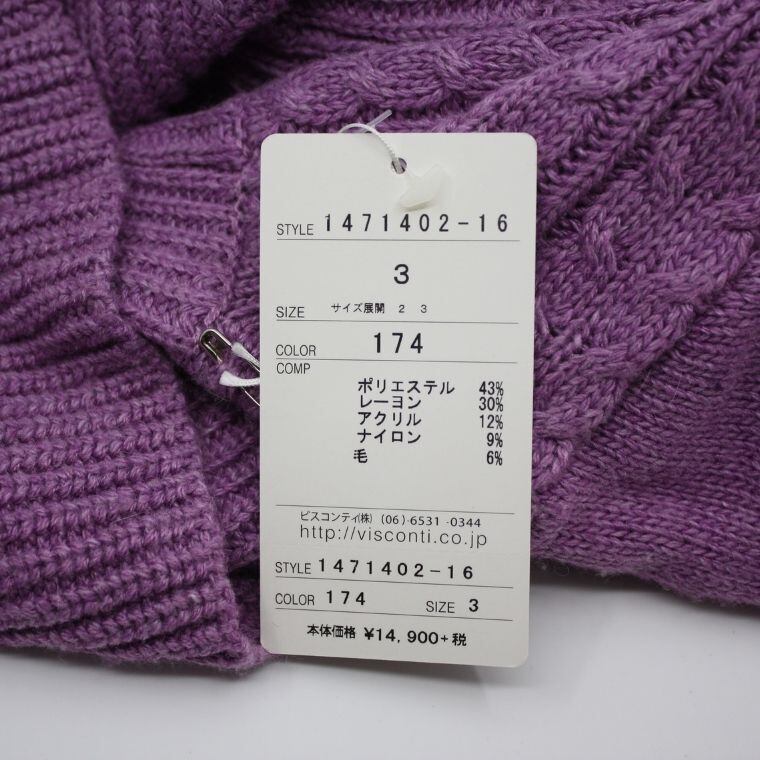 STYLE 1471402-16
3
SIZE サイズ展開 2 3
COLOR 174
COMP
ポリエステル 43%
レーヨン 30%
アクリル 12%
ナイロン 9%
毛 6%
ビスコンティ(株) (06)-6531-0344
http://visconti.co.jp
STYLE 1471402-16
COLOR 174 SIZE 3
本体価格 ¥14,900+税